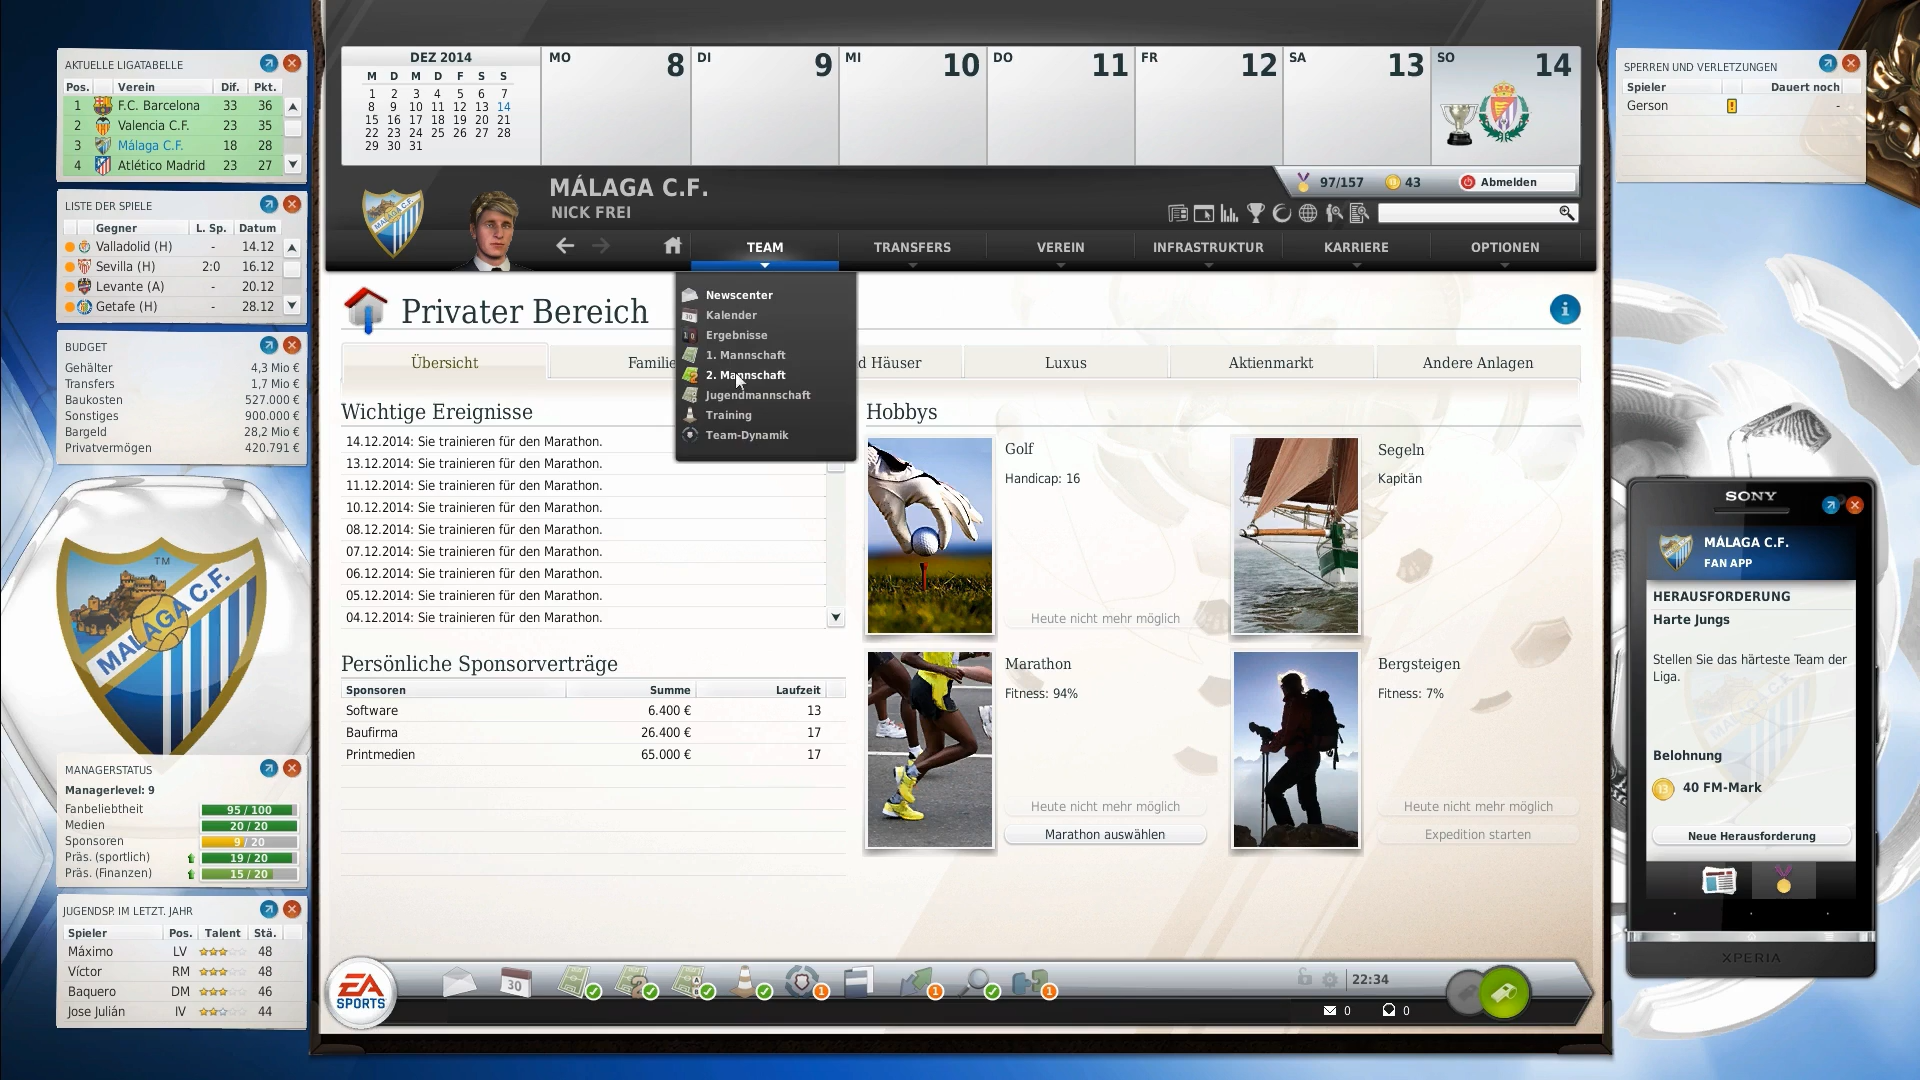 AKTUELLE LIGATABELLE
Pos. Verein Dif. Pkt.
1 F.C. Barcelona 33 36
2 Valencia C.F. 23 35
3 Málaga C.F. 18 28
4 Atlético Madrid 23 27
LISTE DER SPIELE
Gegner L. Sp. Datum
Valladolid (H) - 14.12
Sevilla (H) 2:0 16.12
Levante (A) - 20.12
Getafe (H) - 28.12
BUDGET
Gehälter 4,3 Mio €
Transfers 1,7 Mio €
Baukosten 527.000 €
Sonstiges 900.000 €
Bargeld 28,2 Mio €
Privatvermögen 420.791 €
TM
MALAGA C.F.
MANAGERSTATUS
Managerlevel: 9
Fanbeliebtheit 95 / 100
Medien 20 / 20
Sponsoren 9 / 20
Präs. (sportlich) 19 / 20
Präs. (Finanzen) 15 / 20
JUGENDSP. IM LETZT. JAHR
Spieler Pos. Talent Stä.
Máximo LV 48
Víctor RM 48
Baquero DM 46
Jose Julián IV 44
DEZ 2014
M D M D F S S
1 2 3 4 5 6 7
8 9 10 11 12 13 14
15 16 17 18 19 20 21
22 23 24 25 26 27 28
29 30 31
MO 8 DI 9 MI 10 DO 11 FR 12 SA 13 SO 14
MÁLAGA C.F.
NICK FREI
97/157 43 Abmelden
TEAM TRANSFERS VEREIN INFRASTRUKTUR KARRIERE OPTIONEN
Newscenter
Kalender
Ergebnisse
1. Mannschaft
2. Mannschaft
Jugendmannschaft
Training
Team-Dynamik
Privater Bereich
Übersicht Familie d Häuser Luxus Aktienmarkt Andere Anlagen
Wichtige Ereignisse
14.12.2014: Sie trainieren für den Marathon.
13.12.2014: Sie trainieren für den Marathon.
11.12.2014: Sie trainieren für den Marathon.
10.12.2014: Sie trainieren für den Marathon.
08.12.2014: Sie trainieren für den Marathon.
07.12.2014: Sie trainieren für den Marathon.
06.12.2014: Sie trainieren für den Marathon.
05.12.2014: Sie trainieren für den Marathon.
04.12.2014: Sie trainieren für den Marathon.
Persönliche Sponsorverträge
Sponsoren Summe Laufzeit
Software 6.400 € 13
Baufirma 26.400 € 17
Printmedien 65.000 € 17
Hobbys
Golf
Handicap: 16
Heute nicht mehr möglich
Segeln
Kapitän
Marathon
Fitness: 94%
Heute nicht mehr möglich
Marathon auswählen
Bergsteigen
Fitness: 7%
Heute nicht mehr möglich
Expedition starten
EA
SPORTS
30
1
1
1
22:34
0 0
SPERREN UND VERLETZUNGEN
Spieler Dauert noch
Gerson -
SONY
MÁLAGA C.F.
FAN APP
HERAUSFORDERUNG
Harte Jungs
Stellen Sie das härteste Team der
Liga.
Belohnung
13 40 FM-Mark
Neue Herausforderung
XPERIA